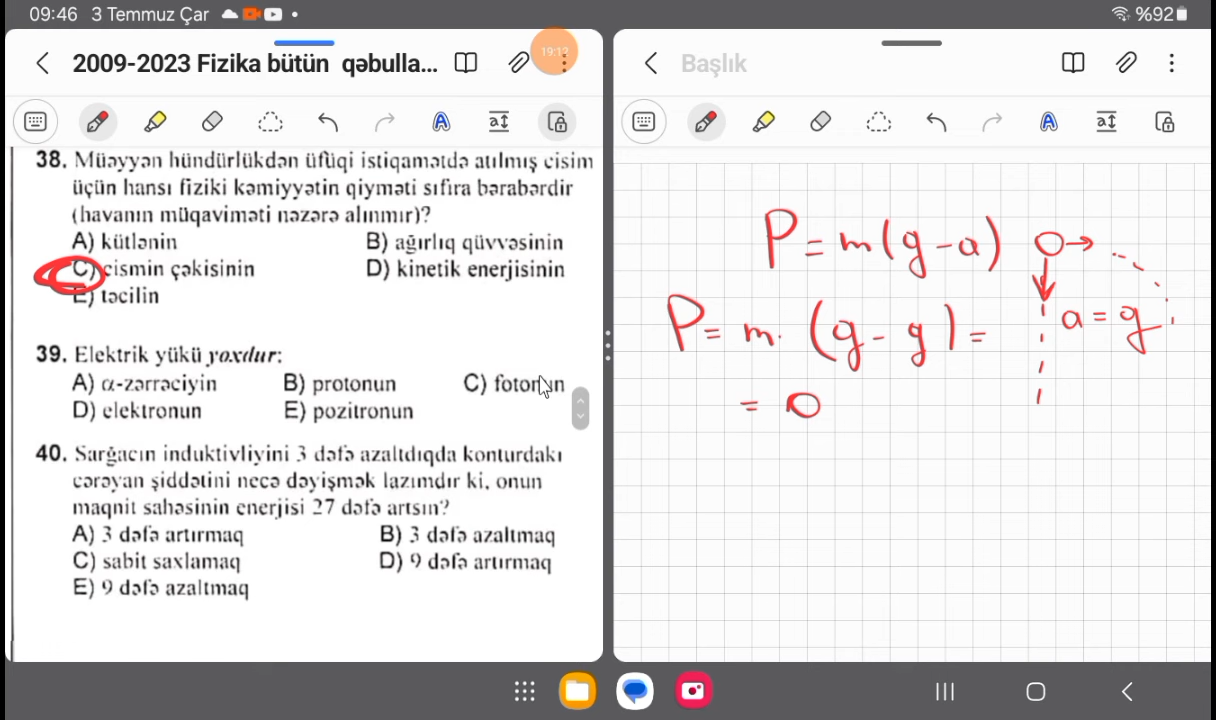 09:46 3 Temmuz Çar
%92
2009-2023 Fizika bütün qəbulla...
19:12
Başlık
38. Müəyyən hündürlükdən üfüqi istiqamətdə atılmış cisim
üçün hansı fiziki kəmiyyətin qiyməti sıfıra bərabərdir
(havanın müqaviməti nəzərə alınmır)?
A) kütlənin B) ağırlıq qüvvəsinin
C) cismin çəkisinin D) kinetik enerjisinin
E) təcilin
39. Elektrik yükü yoxdur:
A) α-zərrəciyin B) protonun C) fotonun
D) elektronun E) pozitronun
40. Sarğacın induktivliyini 3 dəfə azaltdıqda konturdakı
cərəyan şiddətini necə dəyişmək lazımdır ki, onun
maqnit sahəsinin enerjisi 27 dəfə artsın?
A) 3 dəfə artırmaq B) 3 dəfə azaltmaq
C) sabit saxlamaq D) 9 dəfə artırmaq
E) 9 dəfə azaltmaq
P = m(g - a)
P = m · (g - g) =
= 0
a = g